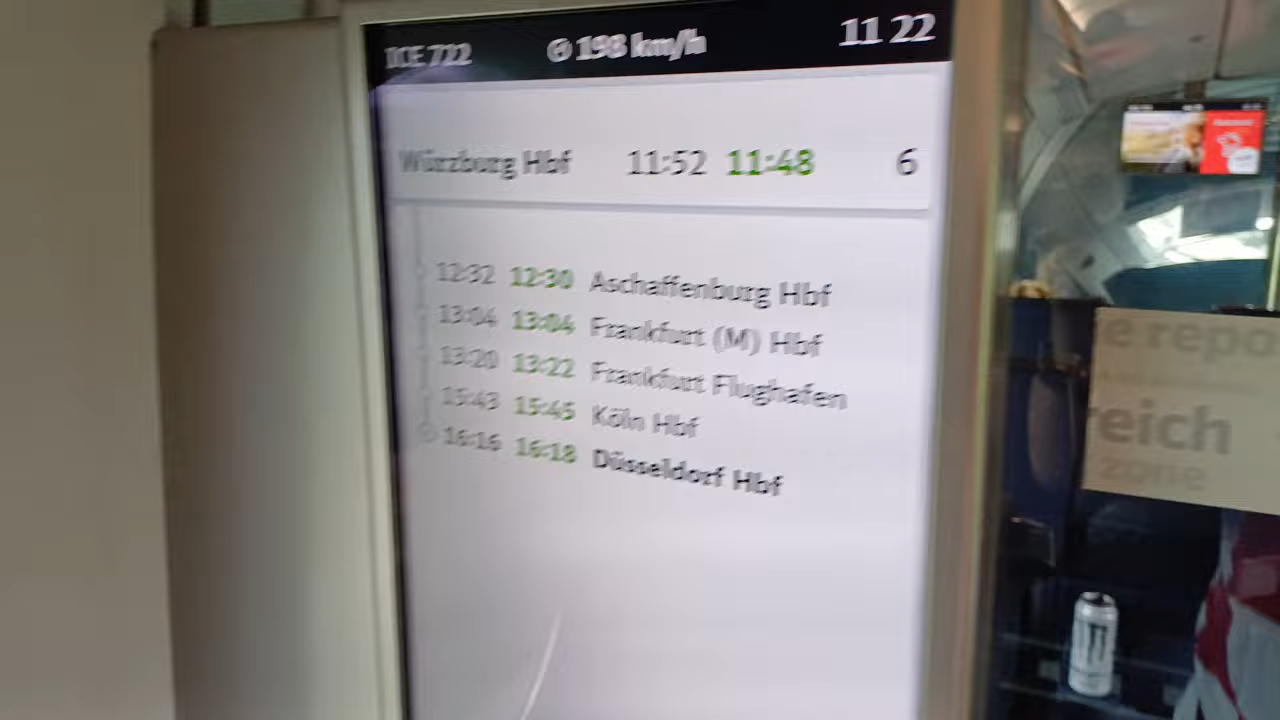 ICE 722 198 km/h 11 22
Würzburg Hbf 11:52 11:48 6
12:32 12:30 Aschaffenburg Hbf
13:04 13:04 Frankfurt (M) Hbf
13:20 13:22 Frankfurt Flughafen
15:43 15:45 Köln Hbf
16:16 16:18 Düsseldorf Hbf
e repo
reich
zone